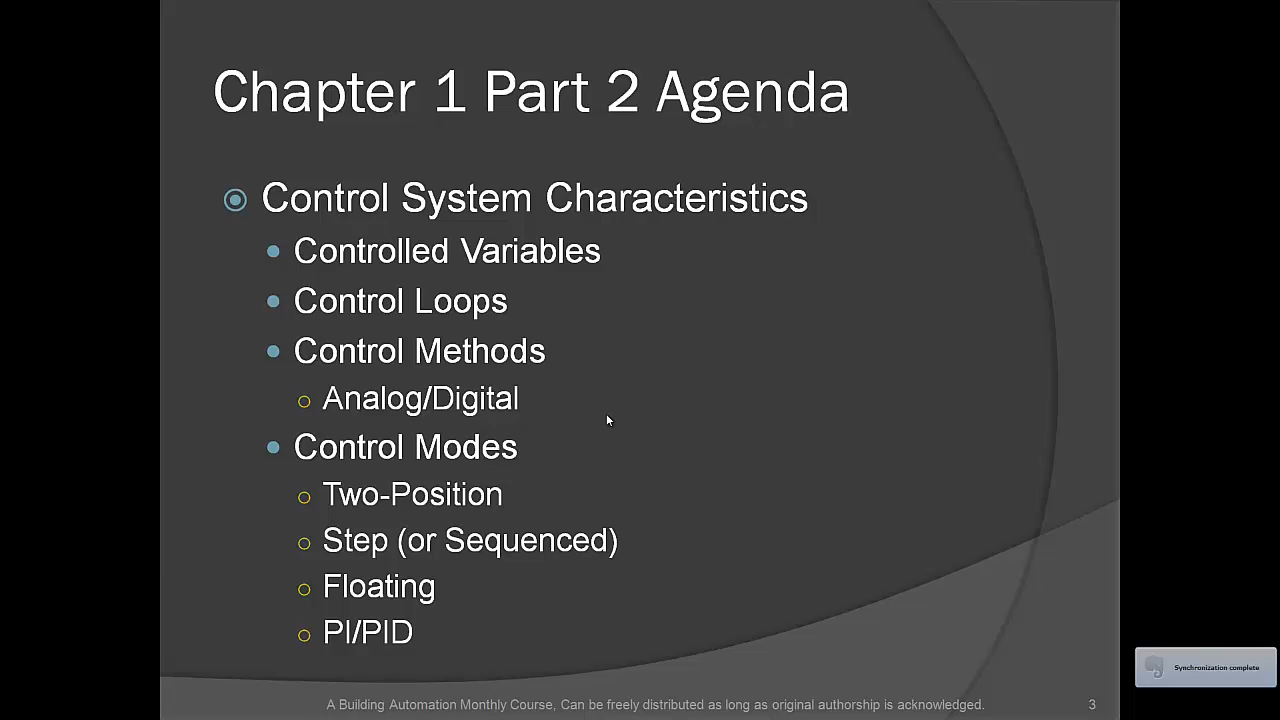 Chapter 1 Part 2 Agenda
Control System Characteristics
Controlled Variables
Control Loops
Control Methods
Analog/Digital
Control Modes
Two-Position
Step (or Sequenced)
Floating
PI/PID
Synchronization complete
A Building Automation Monthly Course, Can be freely distributed as long as original authorship is acknowledged.
3